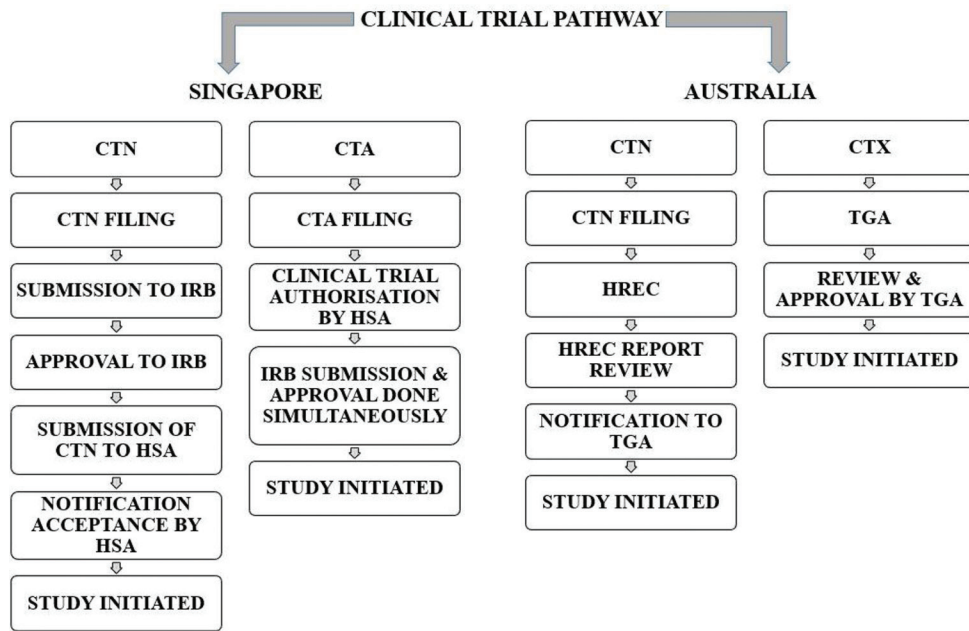 CLINICAL TRIAL PATHWAY
SINGAPORE
CTN
CTN FILING
SUBMISSION TO IRB
APPROVAL TO IRB
SUBMISSION OF
CTN TO HSA
NOTIFICATION
ACCEPTANCE BY
HSA
STUDY INITIATED
CTA
CTA FILING
CLINICAL TRIAL
AUTHORISATION
BY HSA
IRB SUBMISSION &
APPROVAL DONE
SIMULTANEOUSLY
STUDY INITIATED
AUSTRALIA
CTN
CTN FILING
HREC
HREC REPORT
REVIEW
NOTIFICATION TO
TGA
STUDY INITIATED
CTX
TGA
REVIEW &
APPROVAL BY TGA
STUDY INITIATED